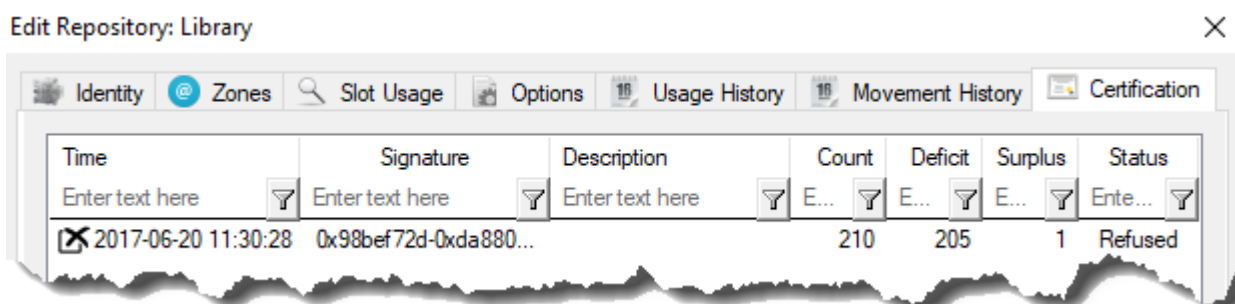 Edit Repository: Library
Identity Zones Slot Usage Options Usage History Movement History Certification
Time Signature Description Count Deficit Surplus Status
Enter text here Enter text here Enter text here E... E... E... Ente...
2017-06-20 11:30:28 0x98bef72d-0xda880... 210 205 1 Refused